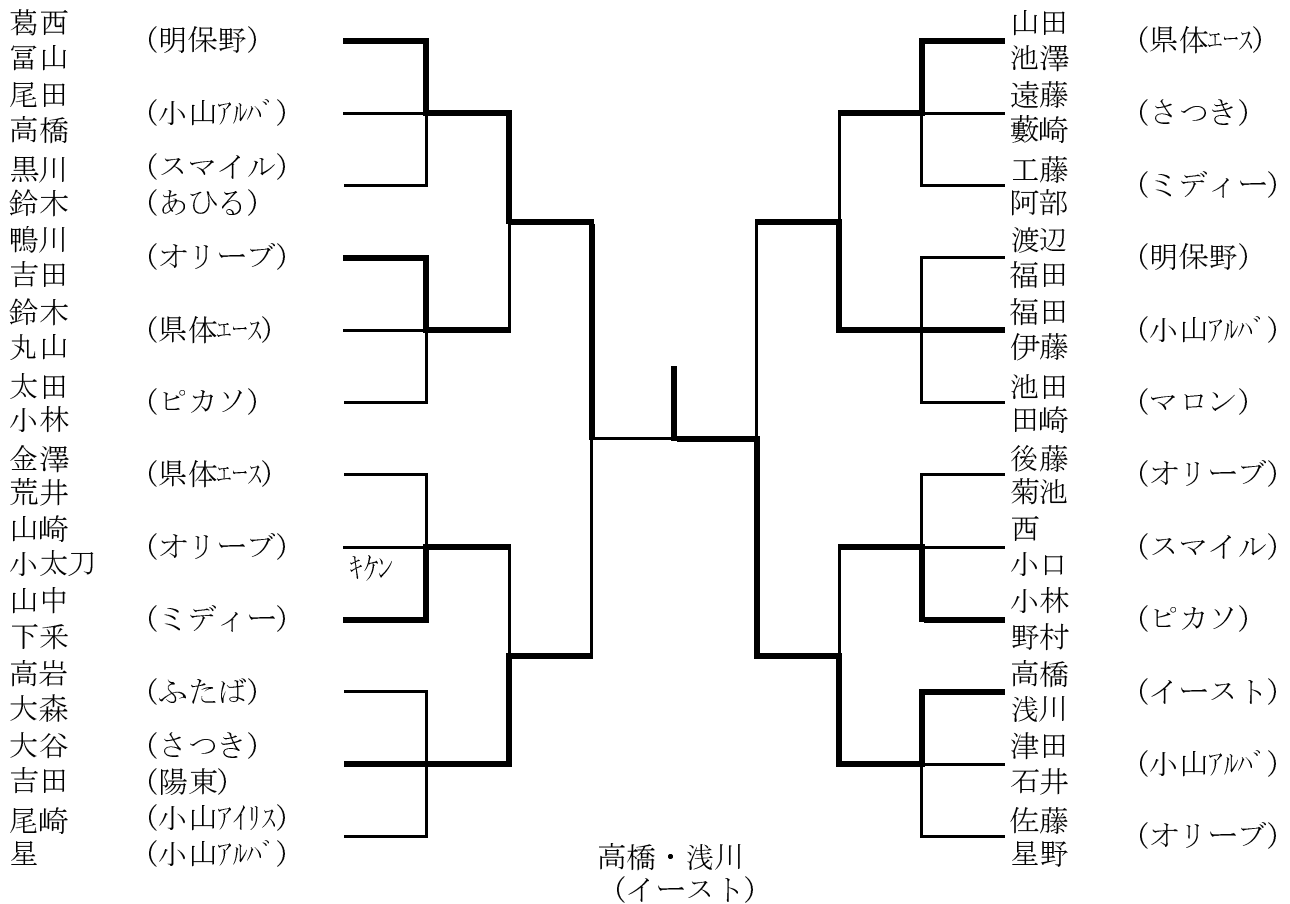 葛西
冨山
(明保野)
尾田
高橋
(小山ｱﾙﾊﾞ)
黒川
(スマイル)
鈴木
(あひる)
鴨川
吉田
(オリーブ)
鈴木
丸山
(県体ｴｰｽ)
太田
小林
(ピカソ)
金澤
荒井
(県体ｴｰｽ)
山崎
小太刀
(オリーブ)
ｷｹﾝ
山中
下釆
(ミディー)
高岩
大森
(ふたば)
大谷
(さつき)
吉田
(陽東)
尾崎
(小山ｱｲﾘｽ)
星
(小山ｱﾙﾊﾞ)
山田
池澤
(県体ｴｰｽ)
遠藤
藪崎
(さつき)
工藤
阿部
(ミディー)
渡辺
福田
(明保野)
福田
伊藤
(小山ｱﾙﾊﾞ)
池田
田崎
(マロン)
後藤
菊池
(オリーブ)
西
小口
(スマイル)
小林
野村
(ピカソ)
高橋
浅川
(イースト)
津田
石井
(小山ｱﾙﾊﾞ)
佐藤
星野
(オリーブ)
高橋・浅川
(イースト)